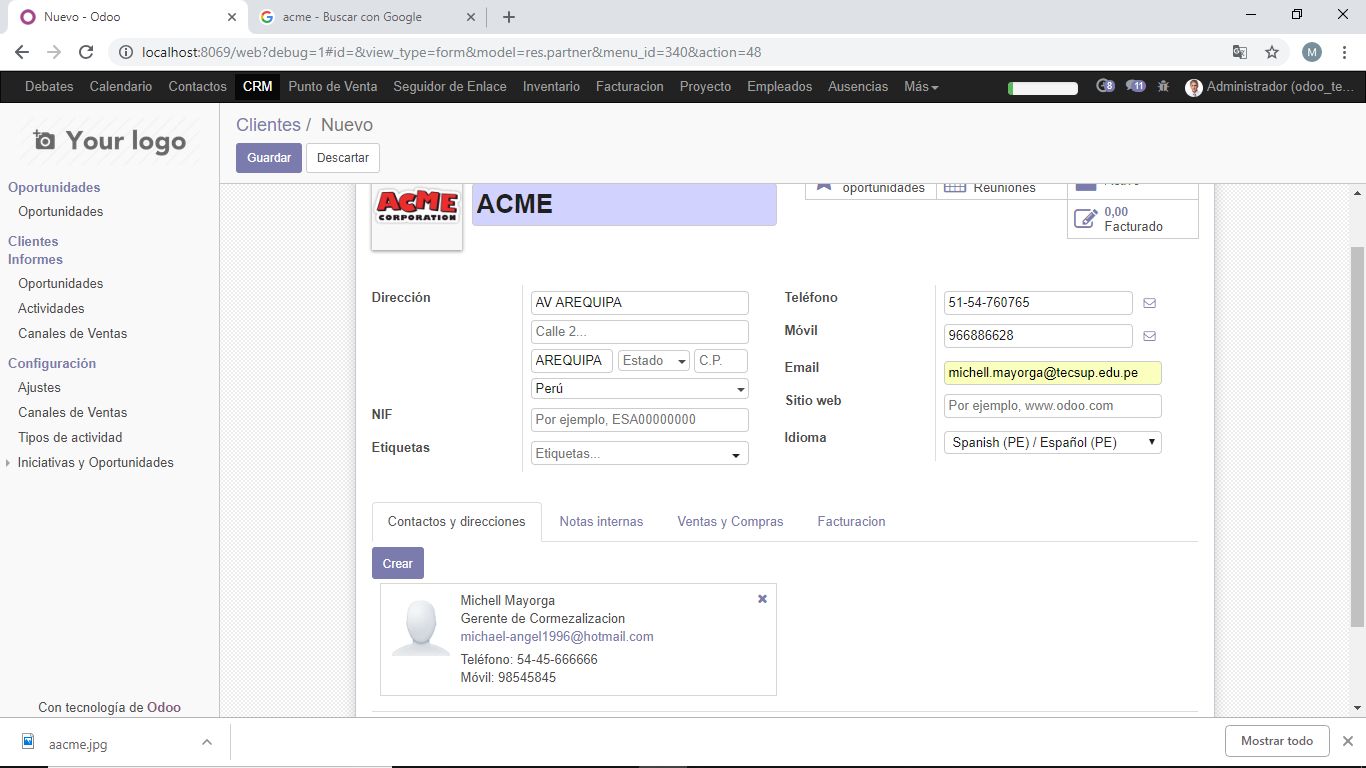 Nuevo - Odoo
acme - Buscar con Google
localhost:8069/web?debug=1#id=&view_type=form&model=res.partner&menu_id=340&action=48
M
Debates Calendario Contactos CRM Punto de Venta Seguidor de Enlace Inventario Facturacion Proyecto Empleados Ausencias Más 8 11 Administrador (odoo_te...
Your logo
Clientes / Nuevo
Guardar Descartar
Oportunidades
Oportunidades
Clientes
Informes
Oportunidades
Actividades
Canales de Ventas
Configuración
Ajustes
Canales de Ventas
Tipos de actividad
Iniciativas y Oportunidades
Con tecnología de Odoo
ACME
CORPORATION
ACME
oportunidades
Reuniones
Activo
0,00
Facturado
Dirección
AV AREQUIPA
Calle 2...
AREQUIPA Estado C.P.
Perú
NIF
Por ejemplo, ESA00000000
Etiquetas
Etiquetas...
Teléfono
51-54-760765
Móvil
966886628
Email
michell.mayorga@tecsup.edu.pe
Sitio web
Por ejemplo, www.odoo.com
Idioma
Spanish (PE) / Español (PE)
Contactos y direcciones Notas internas Ventas y Compras Facturacion
Crear
Michell Mayorga
Gerente de Cormezalizacion
michael-angel1996@hotmail.com
Teléfono: 54-45-666666
Móvil: 98545845
aacme.jpg
Mostrar todo